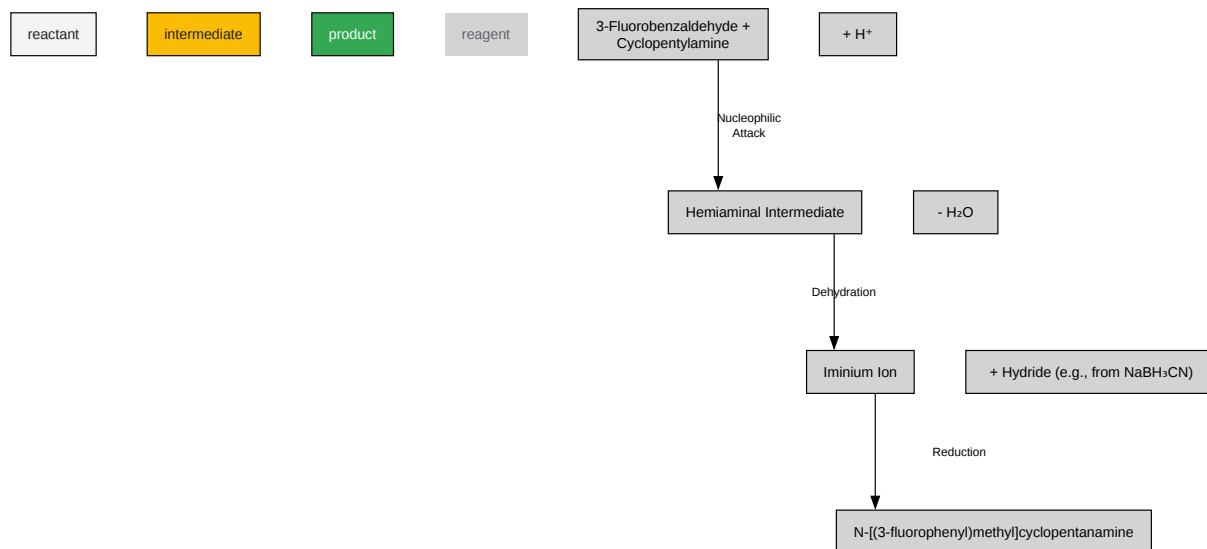 reactant
intermediate
product
reagent
3-Fluorobenzaldehyde +
Cyclopentylamine
+ H⁺
Nucleophilic
Attack
Hemiaminal Intermediate
- H₂O
Dehydration
Iminium Ion
+ Hydride (e.g., from NaBH₃CN)
Reduction
N-[(3-fluorophenyl)methyl]cyclopentanamine